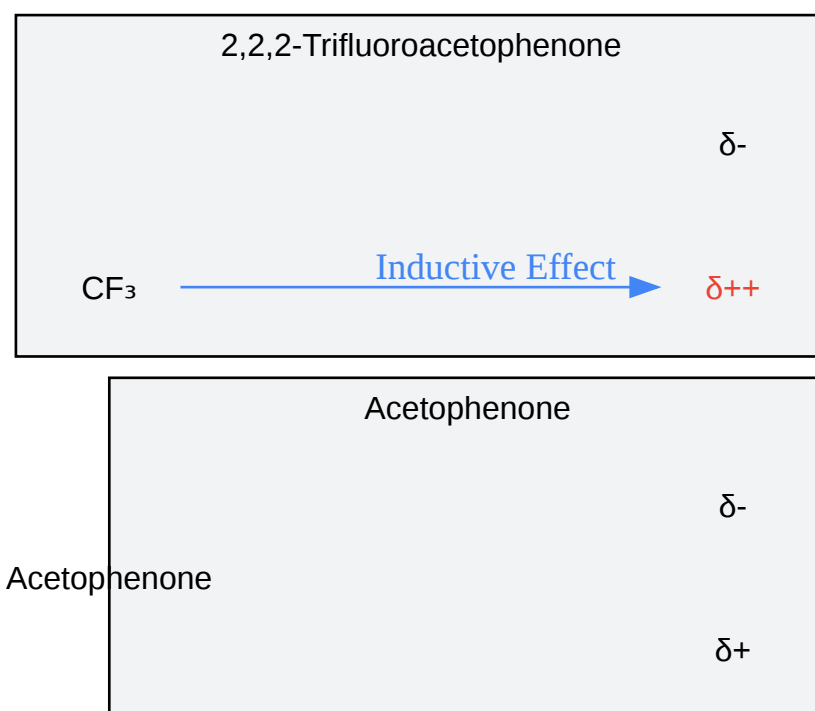 2,2,2-Trifluoroacetophenone
δ-
Inductive Effect
CF₃
δ++
Acetophenone
δ-
Acetophenone
δ+